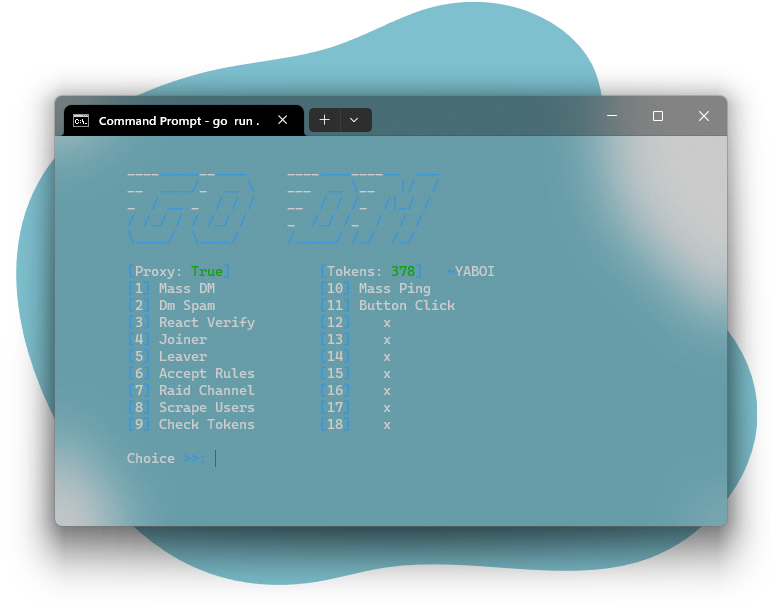 Command Prompt - go run .
GO DM
[Proxy: True] [Tokens: 378] ~YABOI
[1] Mass DM [10] Mass Ping
[2] Dm Spam [11] Button Click
[3] React Verify [12] x
[4] Joiner [13] x
[5] Leaver [14] x
[6] Accept Rules [15] x
[7] Raid Channel [16] x
[8] Scrape Users [17] x
[9] Check Tokens [18] x
Choice >>: